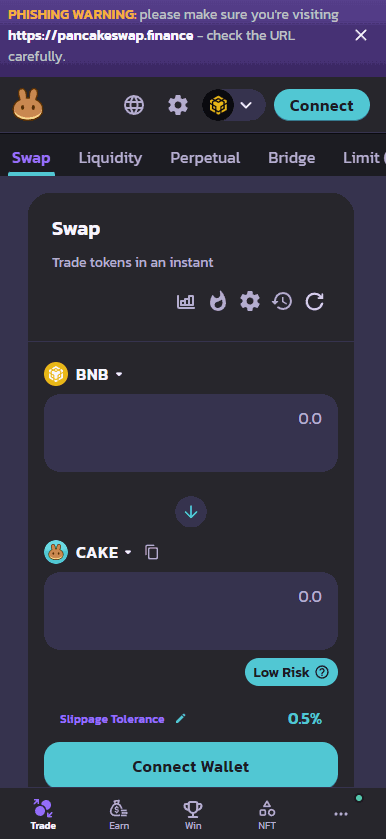 PHISHING WARNING: please make sure you're visiting
https://pancakeswap.finance - check the URL
carefully.
Connect
Swap Liquidity Perpetual Bridge Limit
Swap
Trade tokens in an instant
BNB
0.0
CAKE
0.0
Low Risk
Slippage Tolerance 0.5%
Connect Wallet
Trade Earn Win NFT